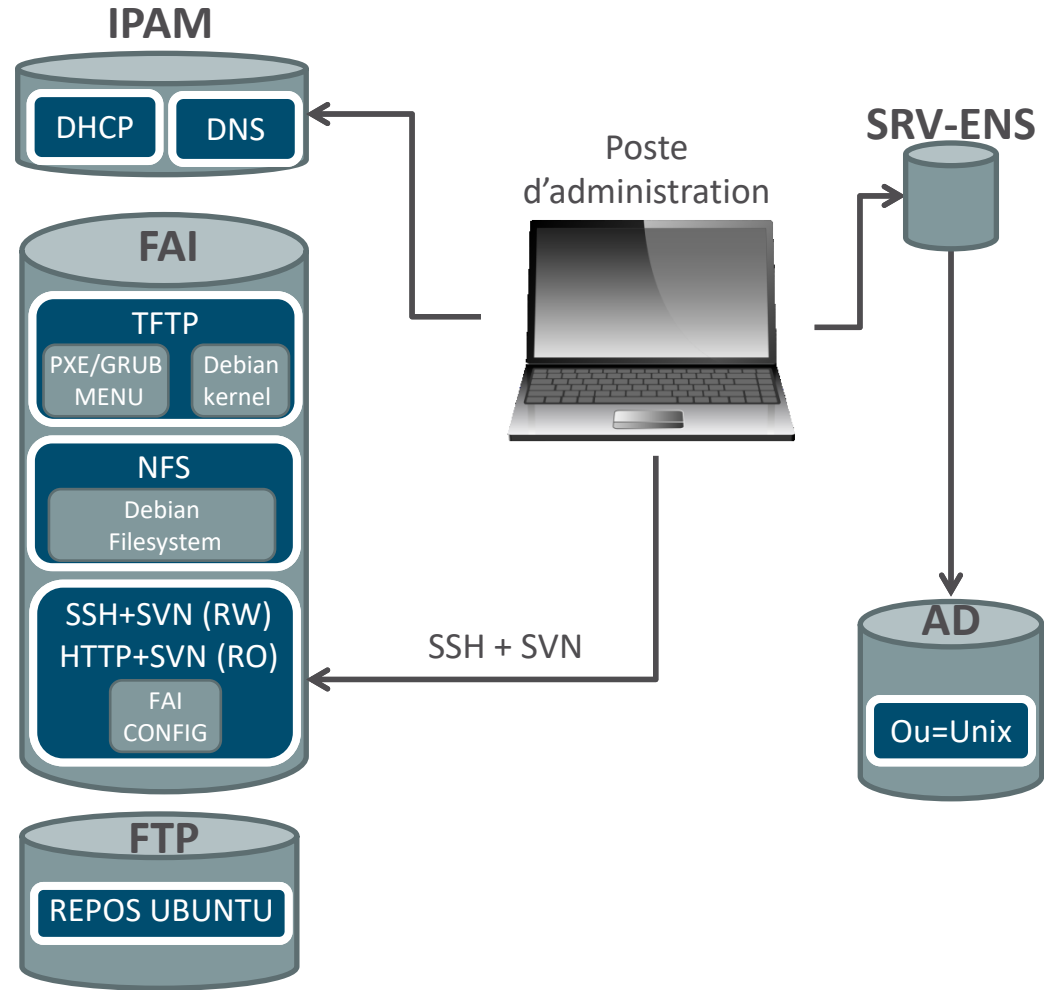 IPAM
DHCP
DNS
FAI
TFTP
PXE/GRUB
MENU
Debian
kernel
NFS
Debian
Filesystem
SSH+SVN (RW)
HTTP+SVN (RO)
FAI
CONFIG
FTP
REPOS UBUNTU
Poste
d’administration
SSH + SVN
SRV-ENS
AD
Ou=Unix